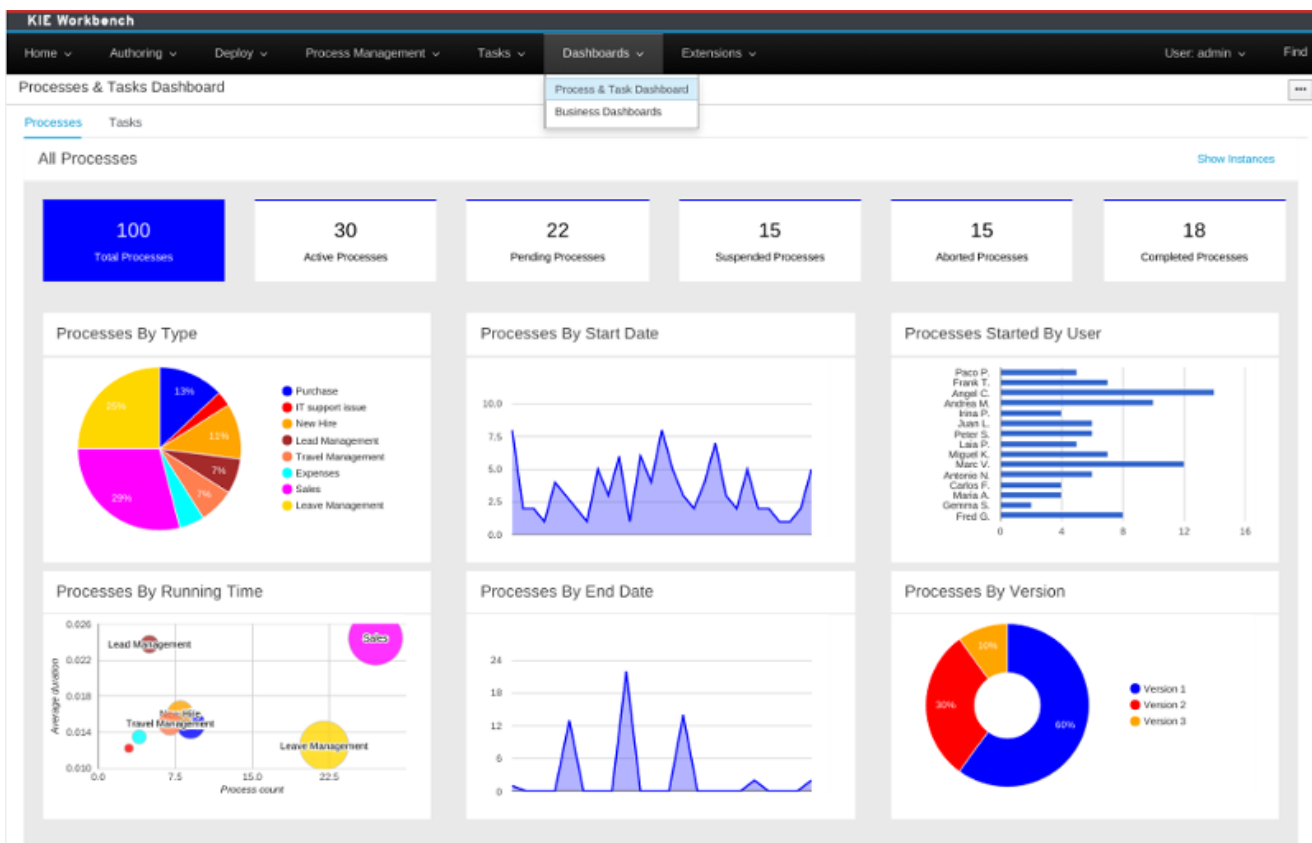 KIE Workbench
Home Authoring Deploy Process Management Tasks Dashboards Extensions User: admin Find
Processes & Tasks Dashboard
Process & Task Dashboard
Business Dashboards
Processes Tasks
All Processes Show Instances
100 30 22 15 15 18
Total Processes Active Processes Pending Processes Suspended Processes Aborted Processes Completed Processes
Processes By Type
13%
11%
7%
7%
29%
25%
Purchase
IT support issue
New Hire
Lead Management
Travel Management
Expenses
Sales
Leave Management
Processes By Start Date
10.0
7.5
5.0
2.5
0.0
Processes Started By User
Paco P.
Frank T.
Angel C.
Andrea M.
Irina P.
Juan L.
Peter S.
Laia P.
Miguel K.
Marc V.
Antonio N.
Carlos F.
Maria A.
Gemma S.
Fred G.
0 4 8 12 16
Processes By Running Time
0.026
0.022
0.018
0.014
0.010
Average duration
Lead Management
Sales
New Hire
Travel Management
Leave Management
0.0 7.5 15.0 22.5
Process count
Processes By End Date
24
18
12
6
0
Processes By Version
10%
30%
60%
Version 1
Version 2
Version 3